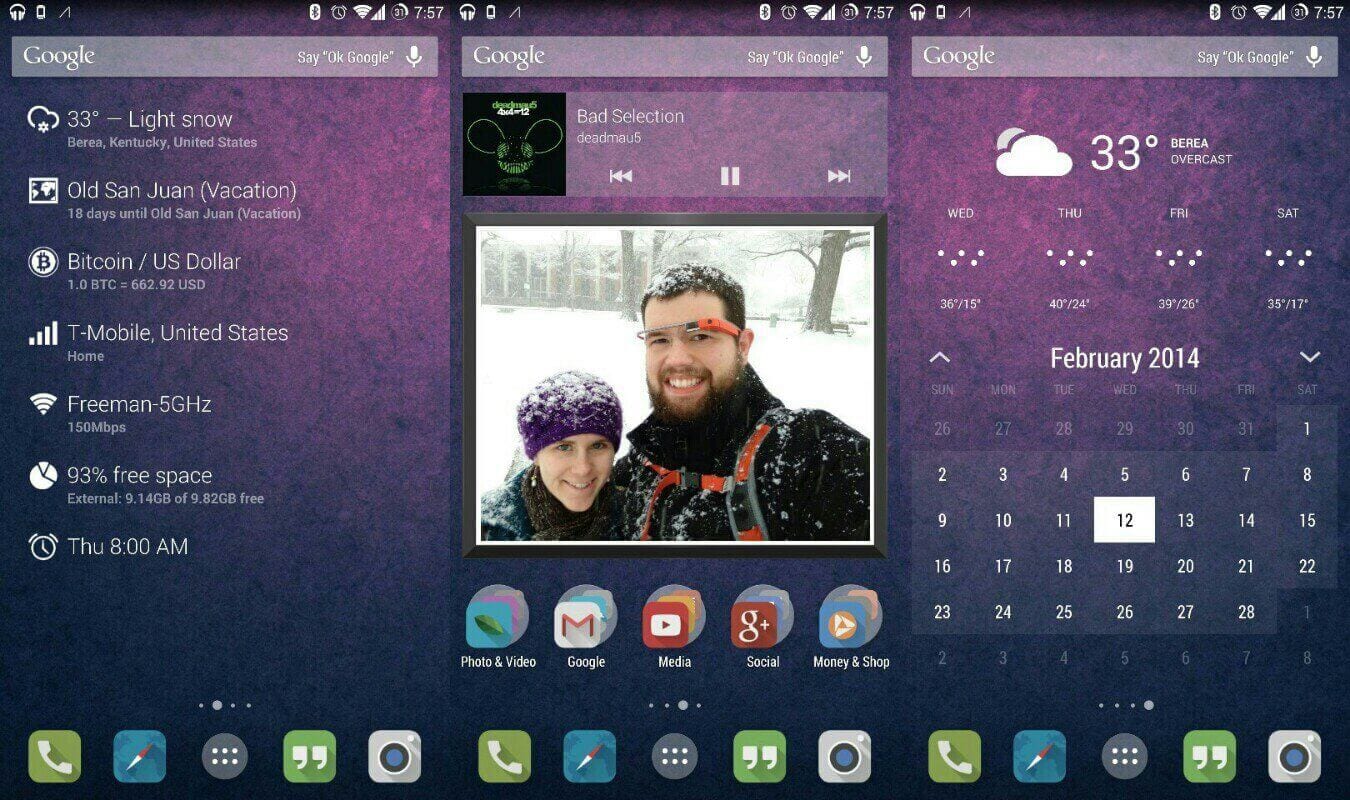 31 7:57
Google Say "Ok Google"
33° — Light snow
Berea, Kentucky, United States
Old San Juan (Vacation)
18 days until Old San Juan (Vacation)
Bitcoin / US Dollar
1.0 BTC = 662.92 USD
T-Mobile, United States
Home
Freeman-5GHz
150Mbps
93% free space
External: 9.14GB of 9.82GB free
Thu 8:00 AM
31 7:57
Google Say "Ok Google"
deadmau5
4x4=12
Bad Selection
deadmau5
g+
Photo & Video Google Media Social Money & Shop
31 7:57
Google Say "Ok Google"
33° BEREA
OVERCAST
WED THU FRI SAT
36°/15° 40°/24° 39°/26° 35°/17°
February 2014
SUN MON TUE WED THU FRI SAT
26 27 28 29 30 31 1
2 3 4 5 6 7 8
9 10 11 12 13 14 15
16 17 18 19 20 21 22
23 24 25 26 27 28 1
2 3 4 5 6 7 8